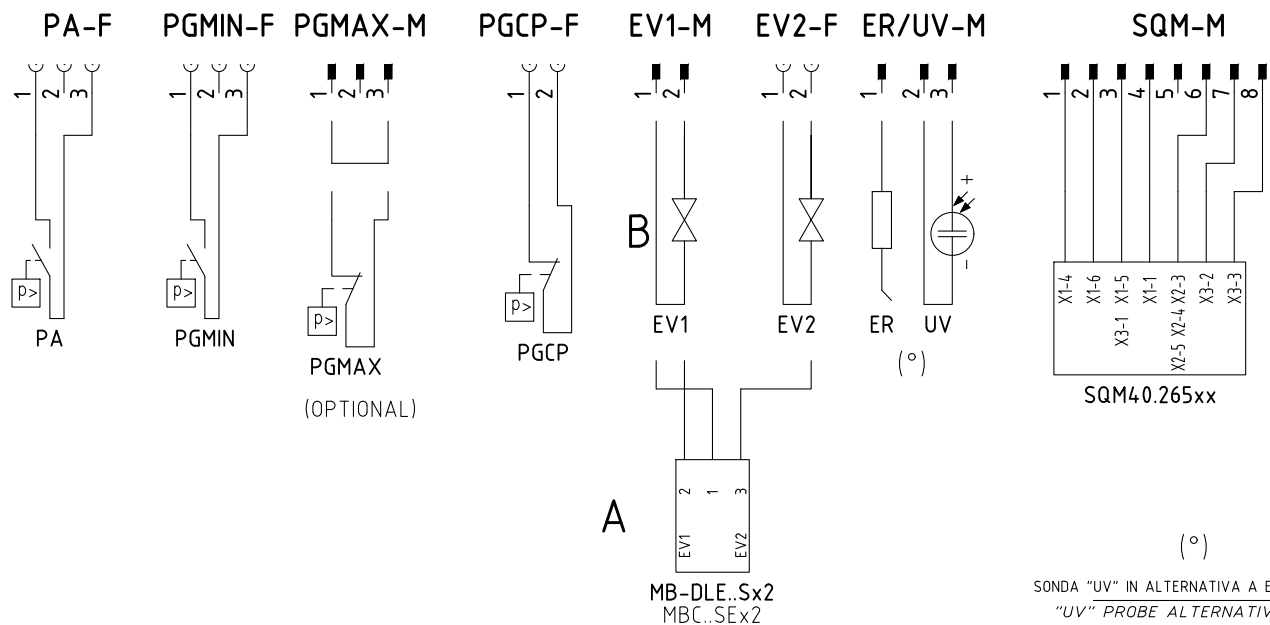 PA-F PGMIN-F PGMAX-M PGCP-F EV1-M EV2-F ER/UV-M SQM-M
1 2 3 1 2 3 1 2 3 1 2 1 2 1 2 1 2 3 1 2 3 4 5 6 7 8
B
p> p> p> p>
+
-
PA PGMIN PGMAX PGCP EV1 EV2 ER UV
(OPTIONAL)
(°)
X1-4 X1-6 X3-1 X1-5 X1-1 X2-5 X2-4 X2-3 X3-2 X3-3
SQM40.265xx
A
2 1 3
EV1 EV2
MB-DLE..Sx2
MBC..SEx2
(°)
SONDA "UV" IN ALTERNATIVA A
"UV" PROBE